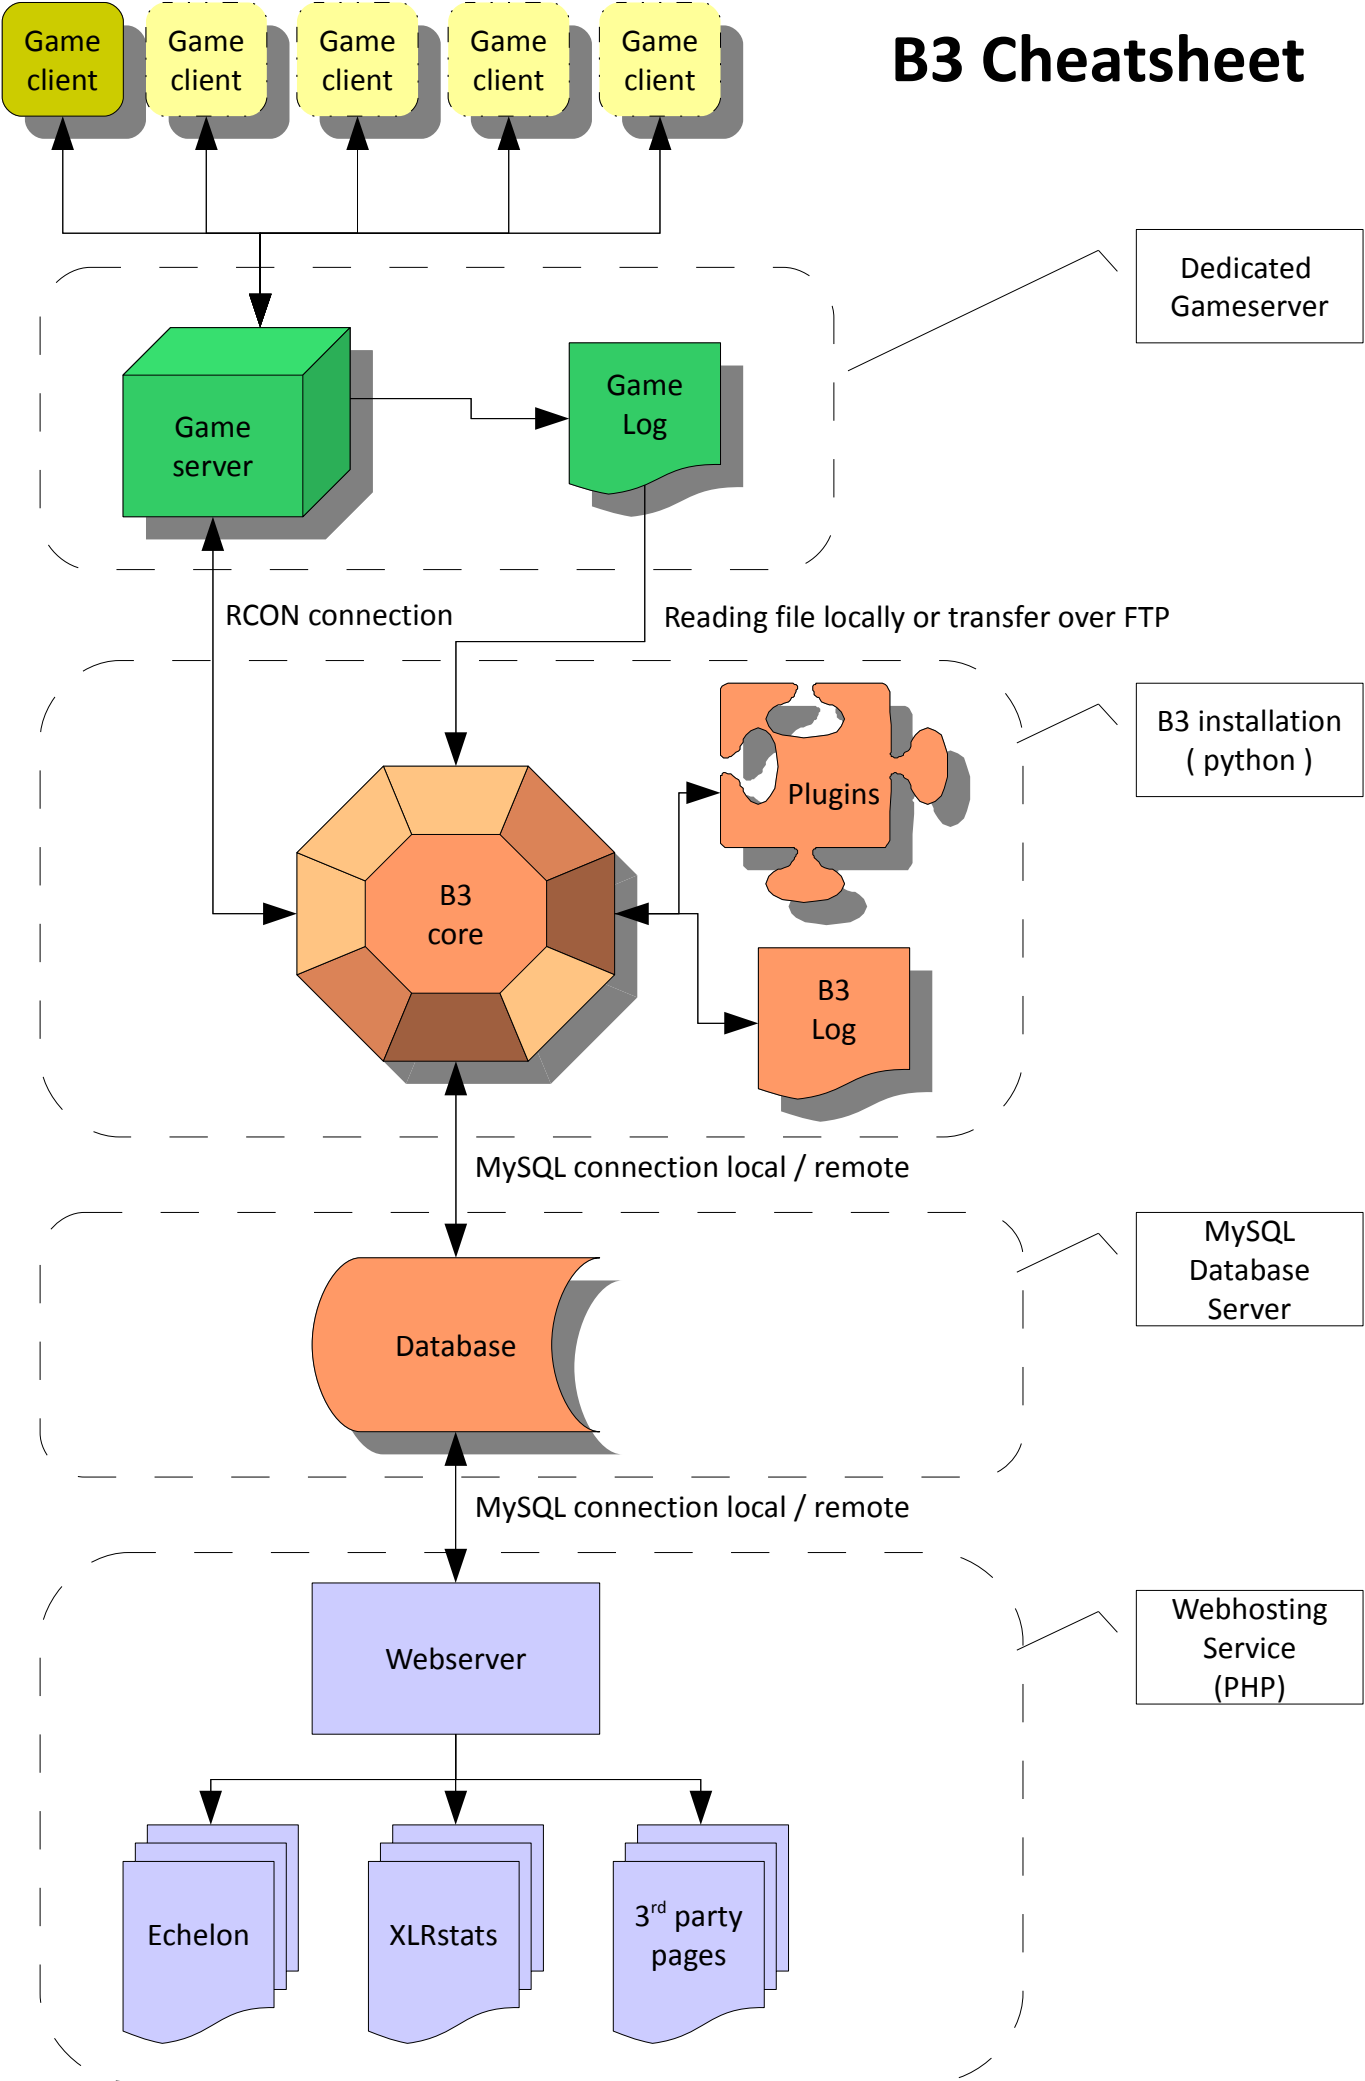 B3 Cheatsheet
Game
client
Game
client
Game
client
Game
client
Game
client
Dedicated
Gameserver
Game
server
Game
Log
RCON connection
Reading file locally or transfer over FTP
B3 installation
( python )
Plugins
B3
core
B3
Log
MySQL connection local / remote
MySQL
Database
Server
Database
MySQL connection local / remote
Webhosting
Service
(PHP)
Webserver
Echelon
XLRstats
3rd party
pages